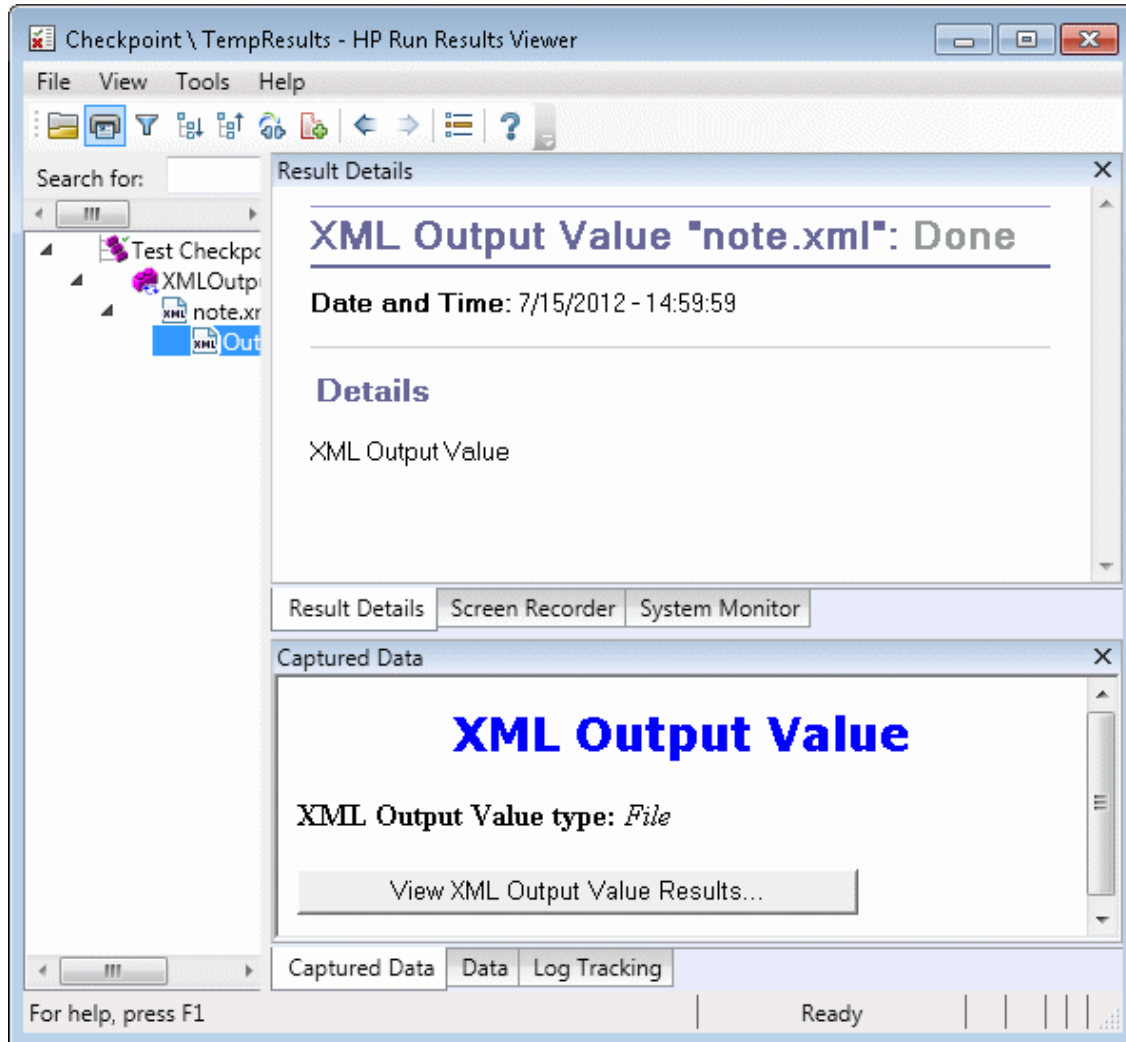 Checkpoint \ TempResults - HP Run Results Viewer
File View Tools Help
Search for:
Test Checkpo
XMLOutp
note.xr
Out
Result Details
XML Output Value "note.xml": Done
Date and Time: 7/15/2012 - 14:59:59
Details
XML Output Value
Result Details Screen Recorder System Monitor
Captured Data
XML Output Value
XML Output Value type: File
View XML Output Value Results...
Captured Data Data Log Tracking
For help, press F1 Ready